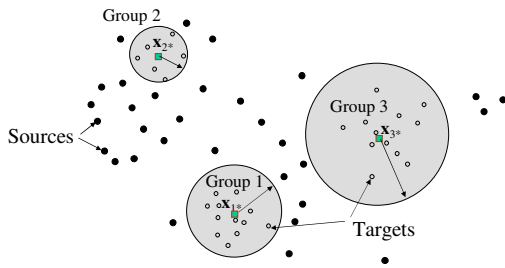 Group 2
x2*
Group 3
x3*
Sources
Group 1
x1*
Targets